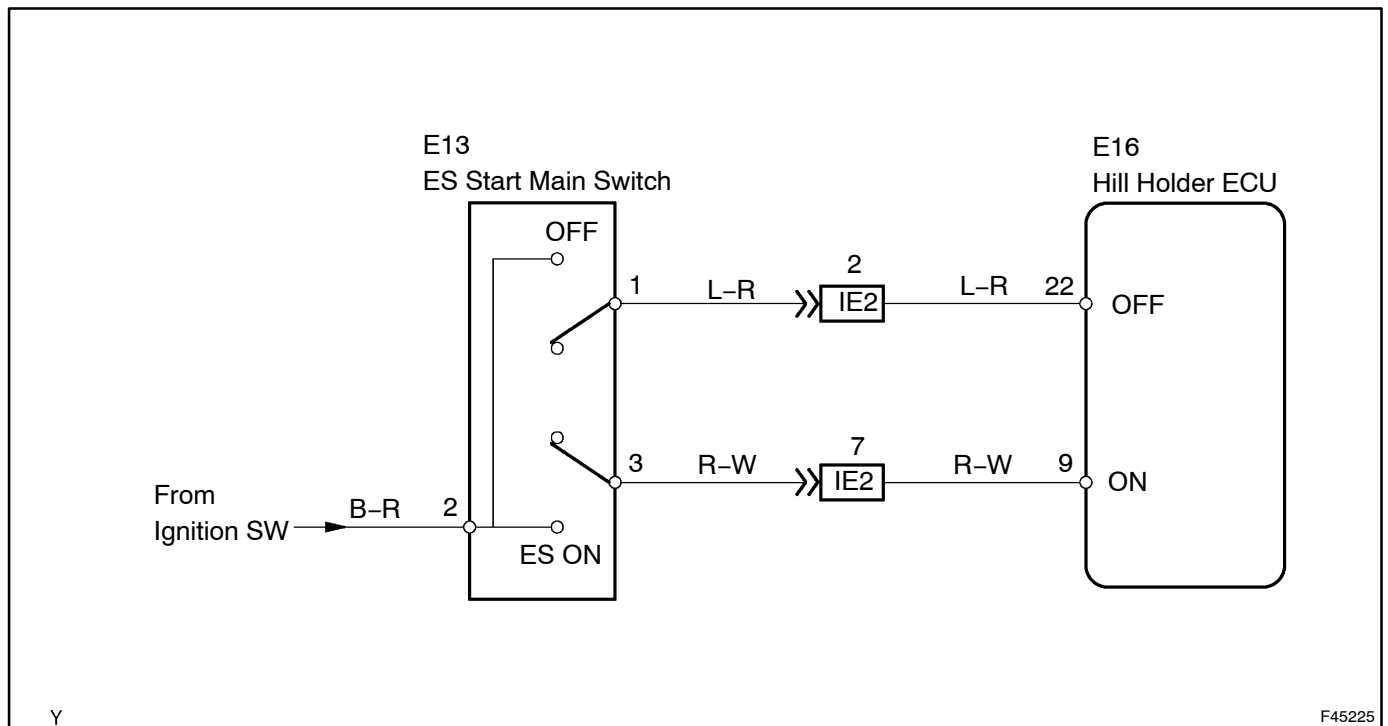 E13
ES Start Main Switch
E16
Hill Holder ECU
OFF
1
L–R
2
IE2
L–R
22
OFF
3
R–W
7
IE2
R–W
9
ON
From
Ignition SW
B–R
2
ES ON
Y
F45225